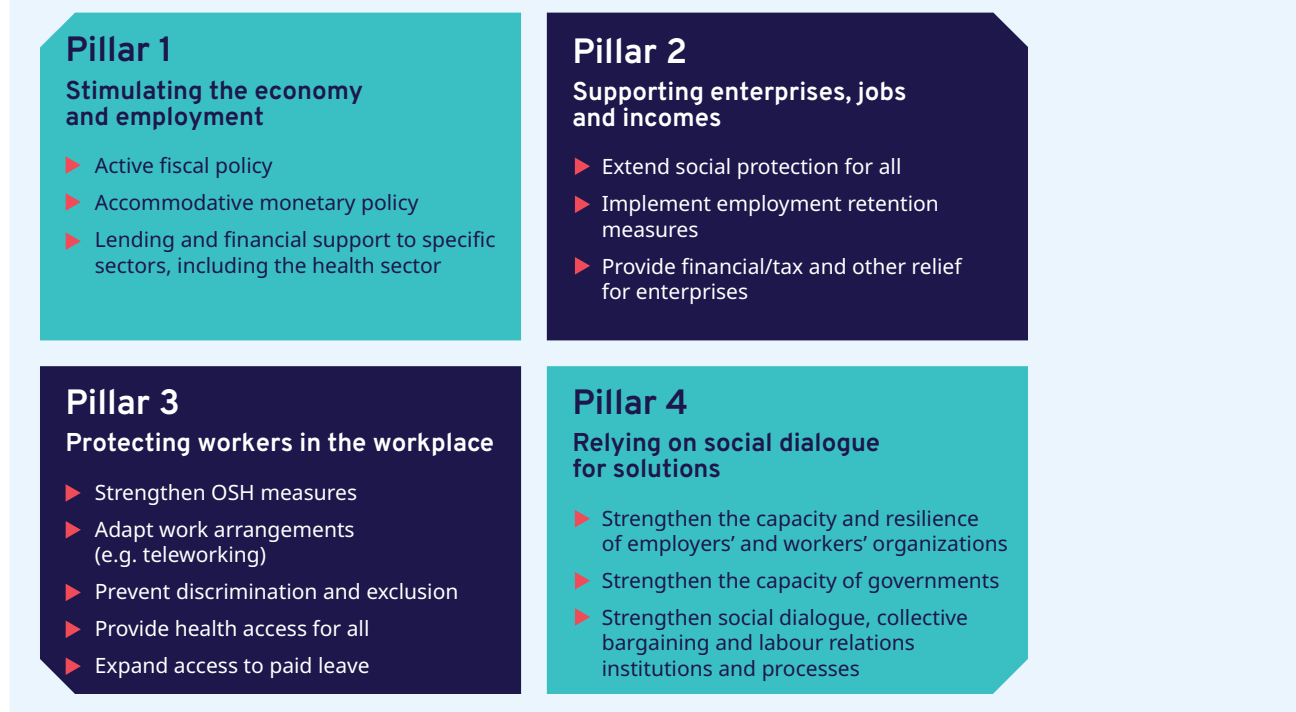 Pillar 1
Stimulating the economy
and employment
Active fiscal policy
Accommodative monetary policy
Lending and financial support to specific
sectors, including the health sector
Pillar 2
Supporting enterprises, jobs
and incomes
Extend social protection for all
Implement employment retention
measures
Provide financial/tax and other relief
for enterprises
Pillar 3
Protecting workers in the workplace
Strengthen OSH measures
Adapt work arrangements
(e.g. teleworking)
Prevent discrimination and exclusion
Provide health access for all
Expand access to paid leave
Pillar 4
Relying on social dialogue
for solutions
Strengthen the capacity and resilience
of employers’ and workers’ organizations
Strengthen the capacity of governments
Strengthen social dialogue, collective
bargaining and labour relations
institutions and processes